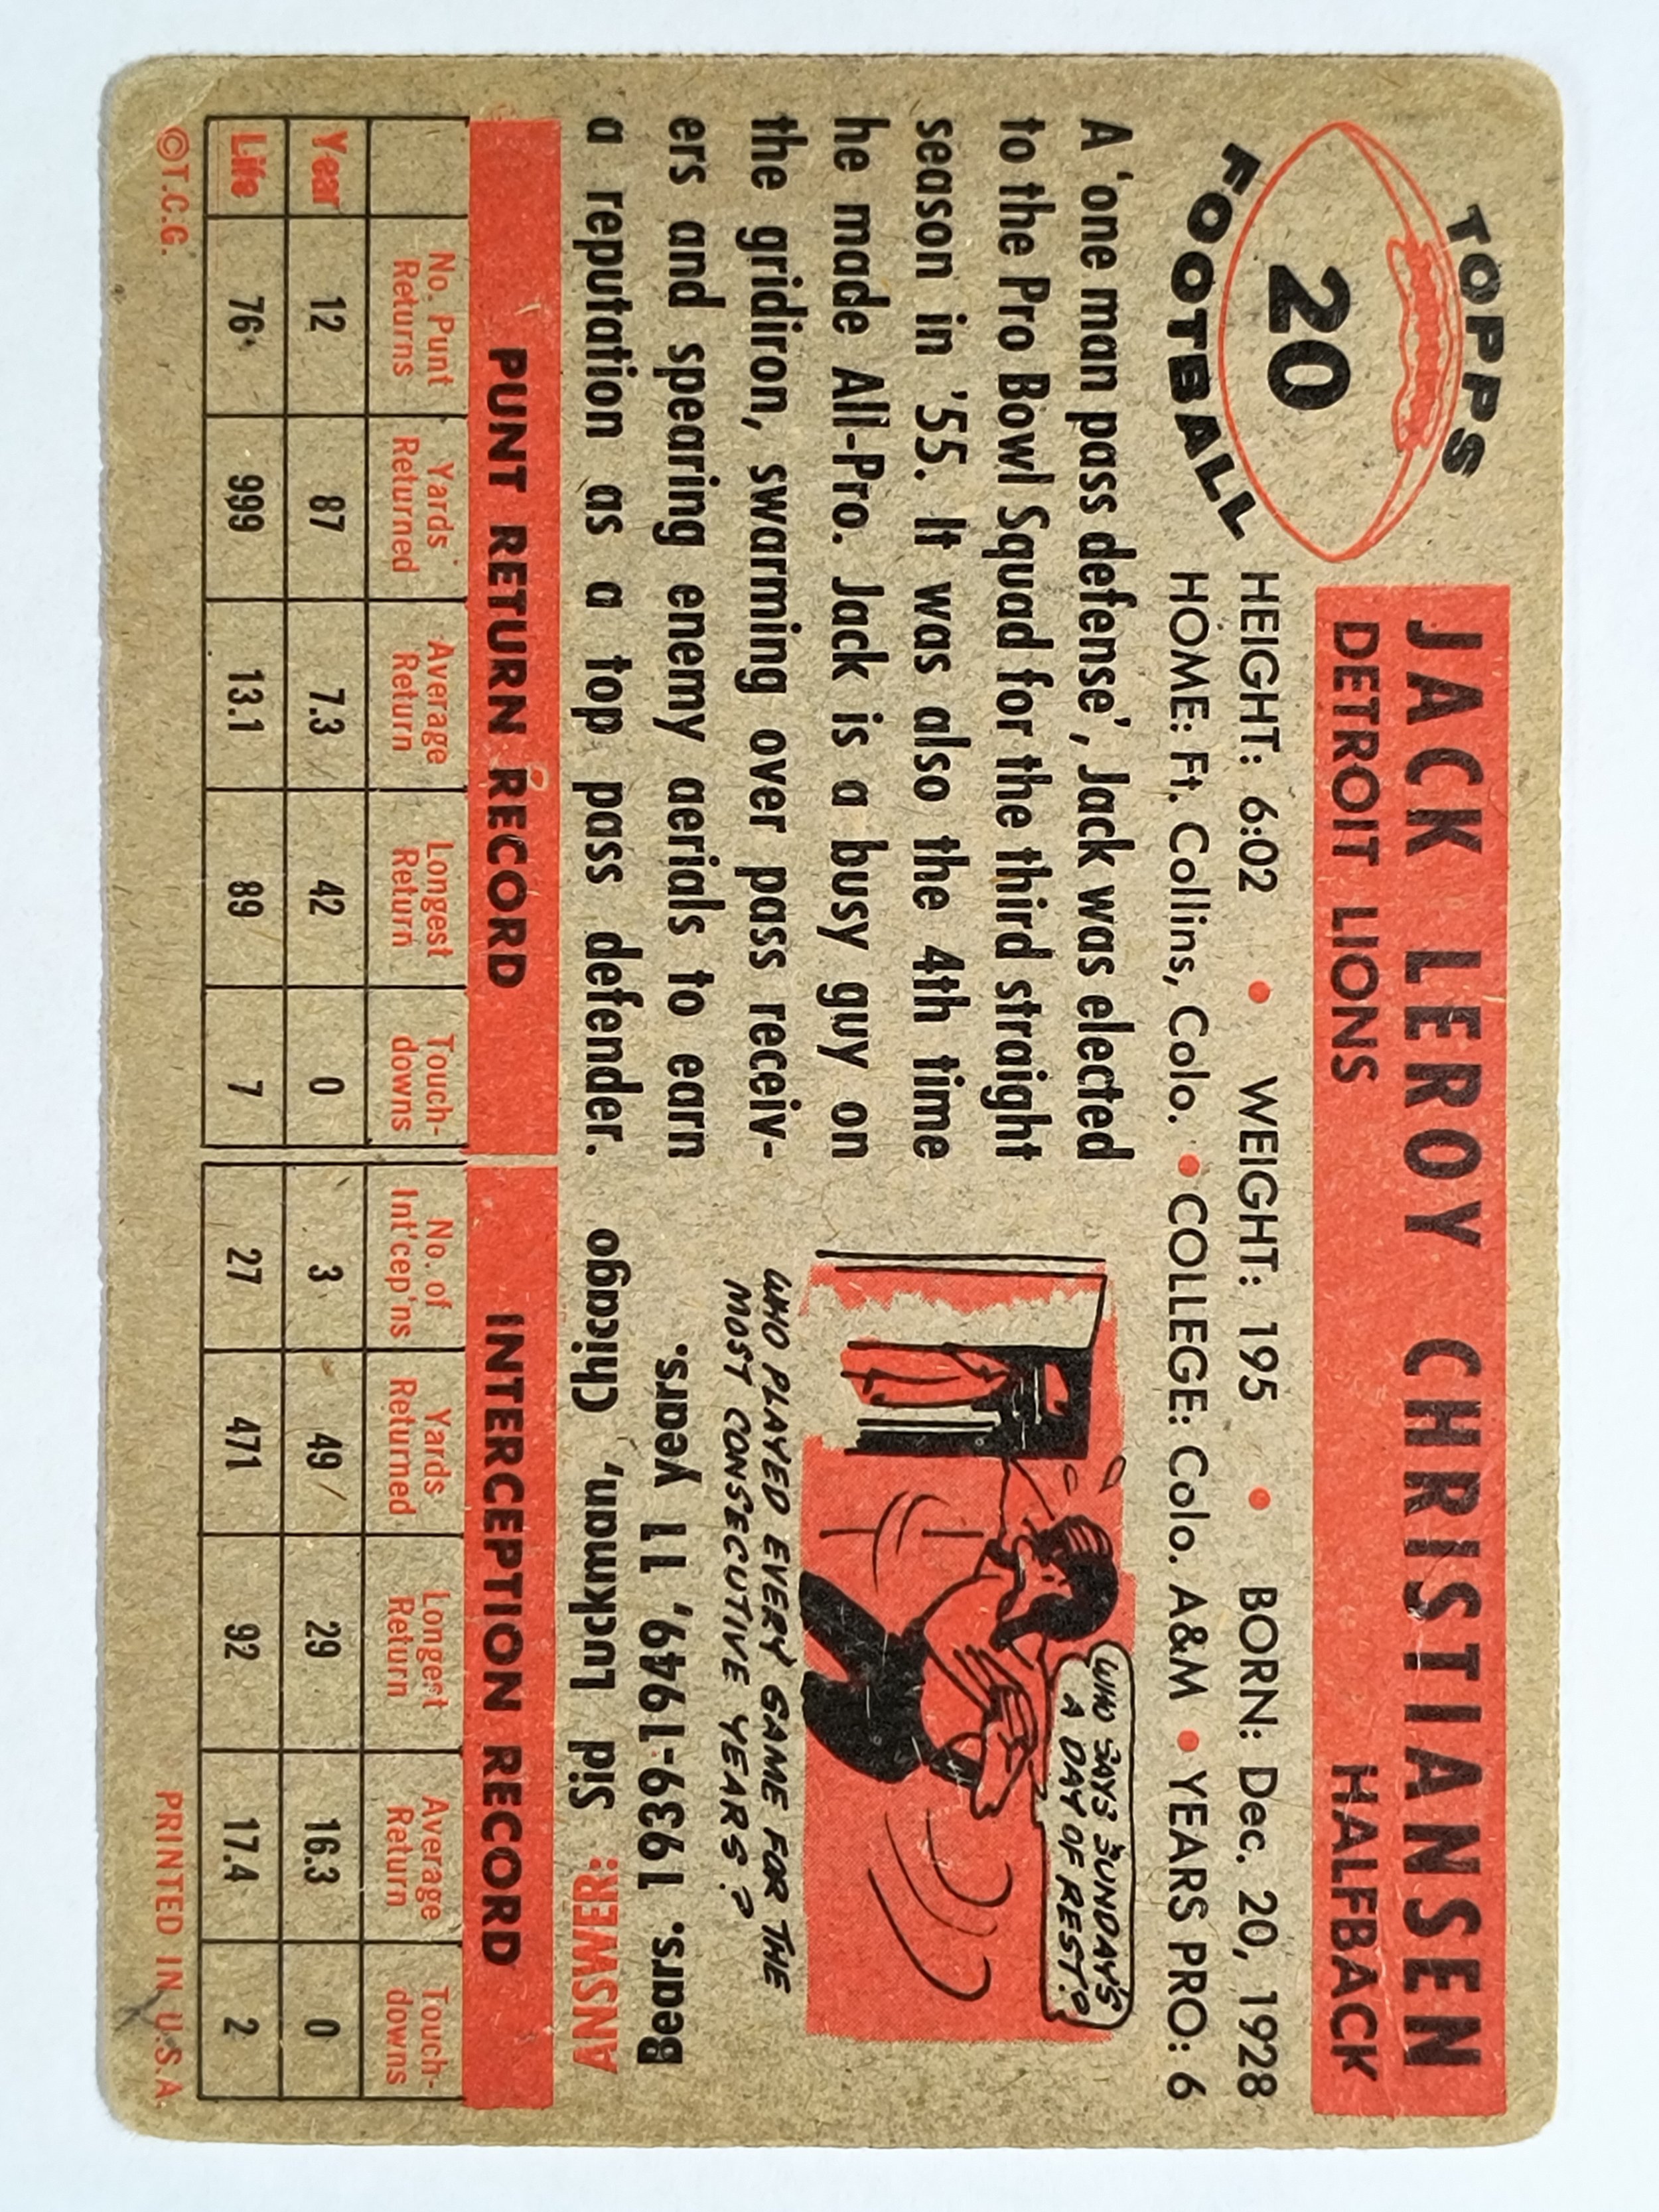 TOPPS
20
FOOTBALL
JACK LEROY CHRISTIANSEN
DETROIT LIONS HALFBACK
HEIGHT: 6:02 • WEIGHT: 195 • BORN: Dec. 20, 1928
HOME: Ft. Collins, Colo. • COLLEGE: Colo. A&M • YEARS PRO: 6
A 'one man pass defense', Jack was elected
to the Pro Bowl Squad for the third straight
season in '55. It was also the 4th time
he made All-Pro. Jack is a busy guy on
the gridiron, swarming over pass receiv-
ers and spearing enemy aerials to earn
a reputation as a top pass defender.
WHO SAYS SUNDAY'S
A DAY OF REST?
WHO PLAYED EVERY GAME FOR THE
MOST CONSECUTIVE YEARS?
ANSWER: Sid Luckman, Chicago
Bears. 1939-1949, 11 years.
PUNT RETURN RECORD
No. Punt Returns Yards Returned Average Return Longest Return Touch-downs
Year 12 87 7.3 42 0
Life 76 999 13.1 89 7
INTERCEPTION RECORD
No. of Int'cep'ns Yards Returned Longest Return Average Return Touch-downs
3 49 29 16.3 0
27 471 92 17.4 2
©T.C.G. PRINTED IN U.S.A.